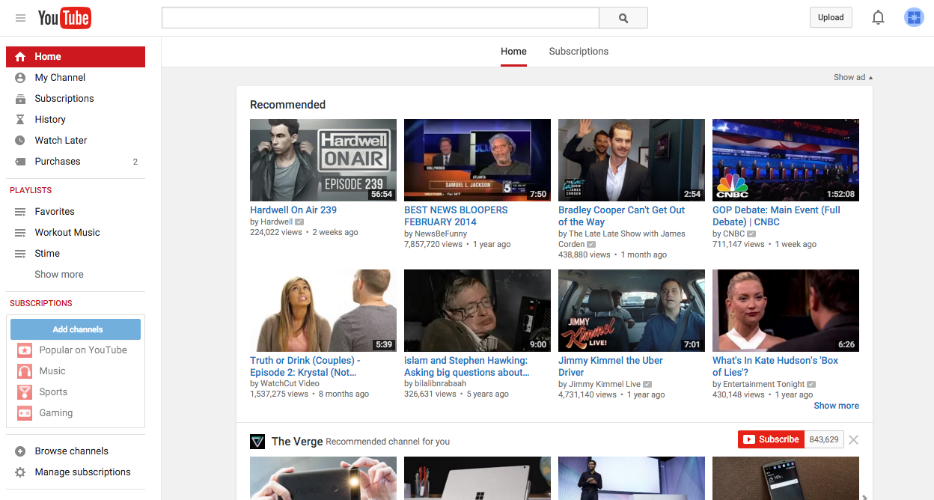 YouTube
Upload
Home
My Channel
Subscriptions
History
Watch Later
Purchases 2
PLAYLISTS
Favorites
Workout Music
Stime
Show more
SUBSCRIPTIONS
Add channels
Popular on YouTube
Music
Sports
Gaming
Browse channels
Manage subscriptions
Home Subscriptions
Show ad
Recommended
Hardwell
ON AIR
EPISODE 239
56:54
Hardwell On Air 239
by Hardwell
224,022 views • 2 weeks ago
HOLLYWOOD
ATLANTA
SAMUEL L. JACKSON
5
7:50
BEST NEWS BLOOPERS
FEBRUARY 2014
by NewsBeFunny
7,857,720 views • 1 year ago
2:54
Bradley Cooper Can't Get Out
of the Way
by The Late Late Show with James
Corden
438,880 views • 1 month ago
CNBC
1:52:08
GOP Debate: Main Event (Full
Debate) | CNBC
by CNBC
711,147 views • 1 week ago
5:39
Truth or Drink (Couples) -
Episode 2: Krystal (Not...
by WatchCut Video
1,537,275 views • 8 months ago
9:00
islam and Stephen Hawking:
Asking big questions about...
by bilalibnrabaah
326,631 views • 5 years ago
JIMMY
Kimmel
LIVE!
7:01
Jimmy Kimmel the Uber
Driver
by Jimmy Kimmel Live
4,731,140 views • 1 year ago
6:26
What's In Kate Hudson's 'Box
of Lies'?
by Entertainment Tonight
430,148 views • 1 year ago
Show more
The Verge Recommended channel for you
Subscribe 843,629